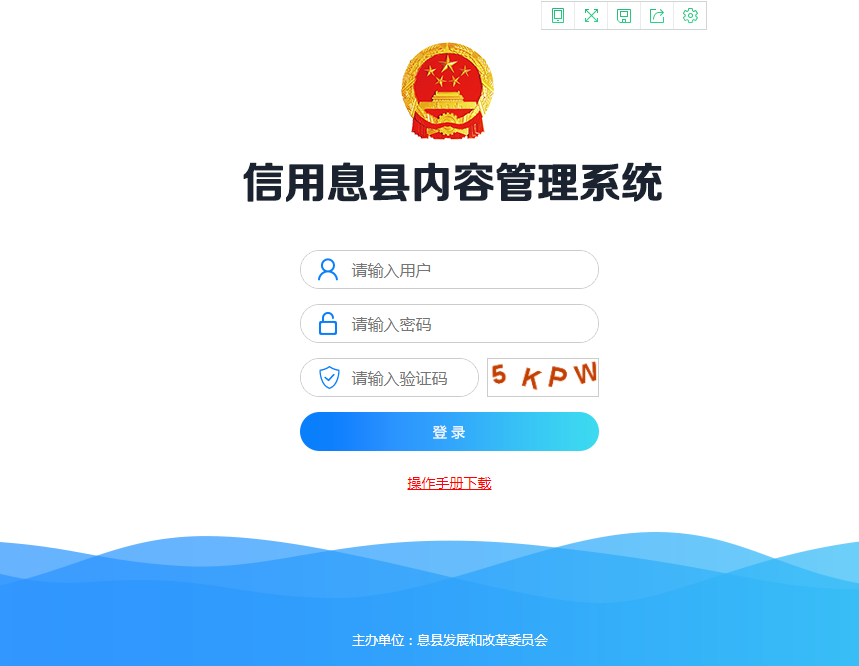 信用息县内容管理系统
请输入用户
请输入密码
请输入验证码 5 K P W
登 录
操作手册下载
主办单位：息县发展和改革委员会